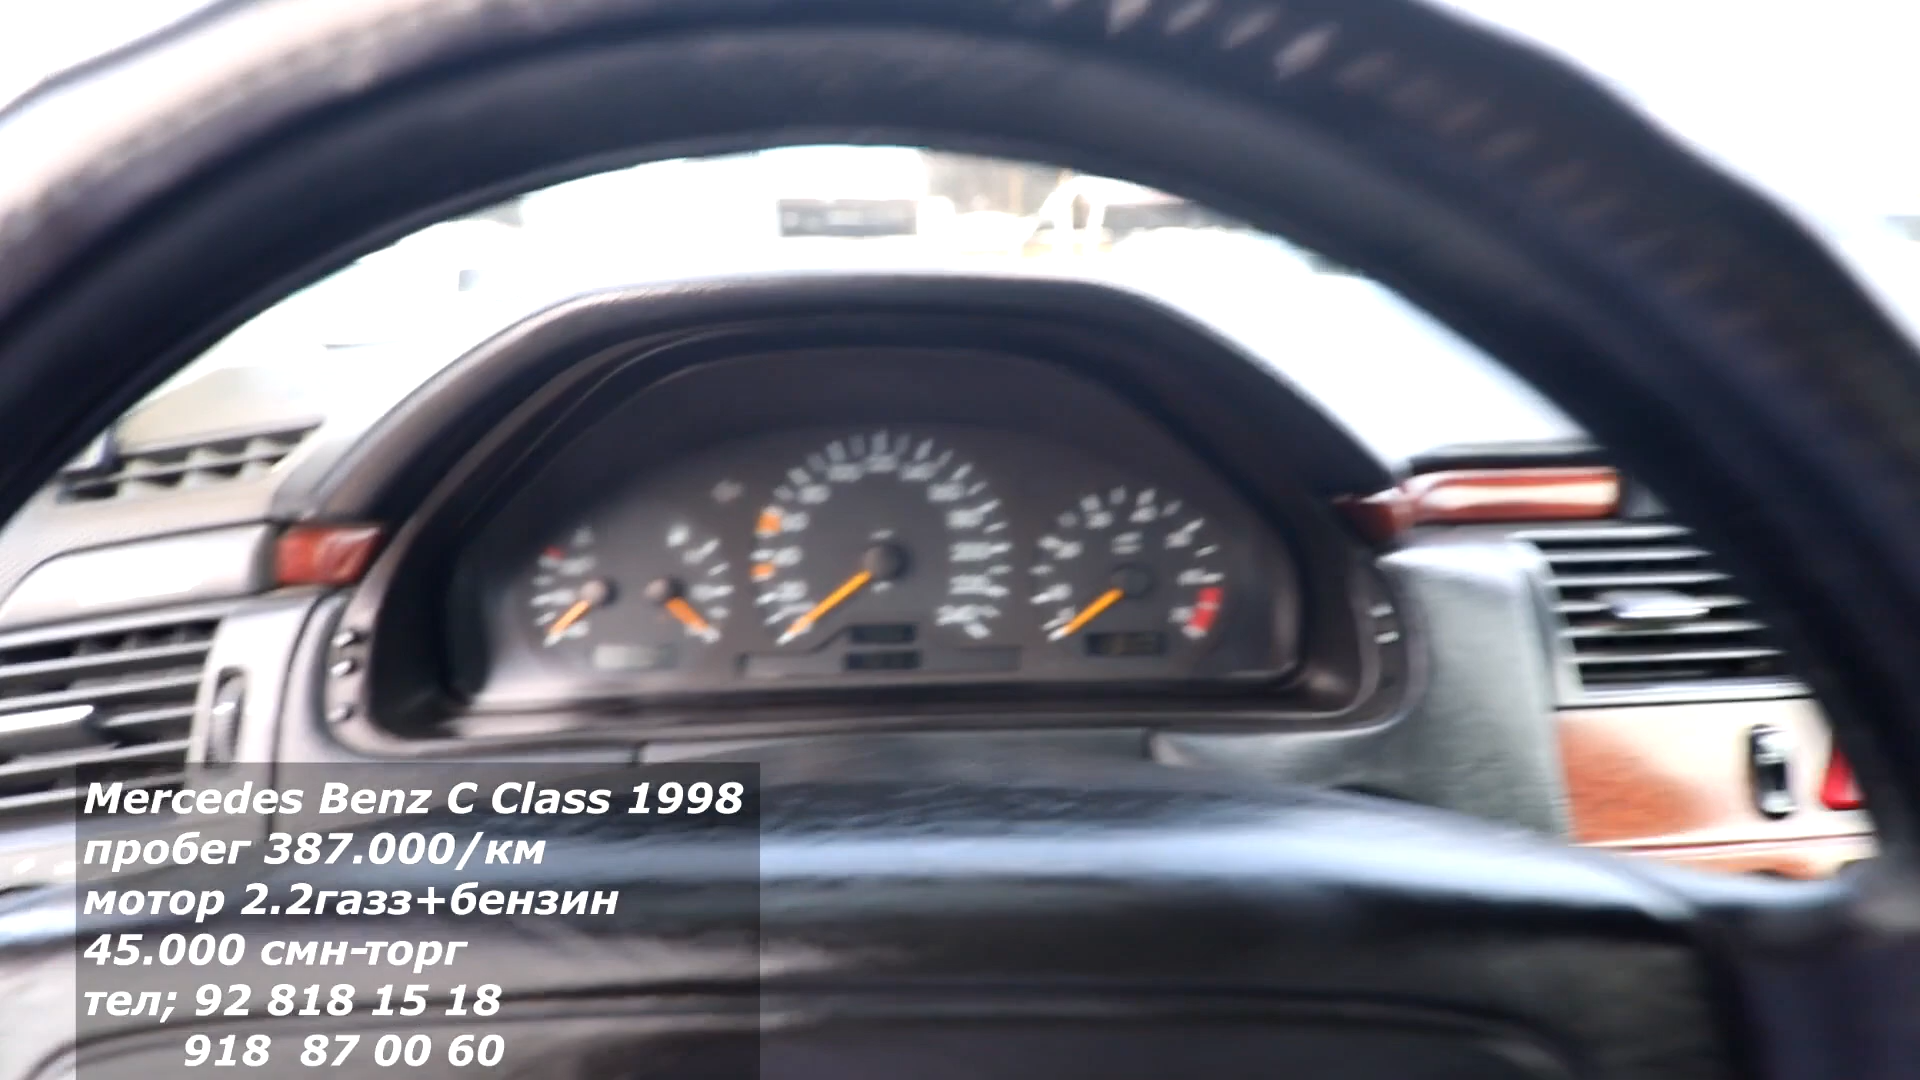 Mercedes Benz C Class 1998
пробег 387.000/км
мотор 2.2газз+бензин
45.000 смн-торг
тел; 92 818 15 18
918 87 00 60